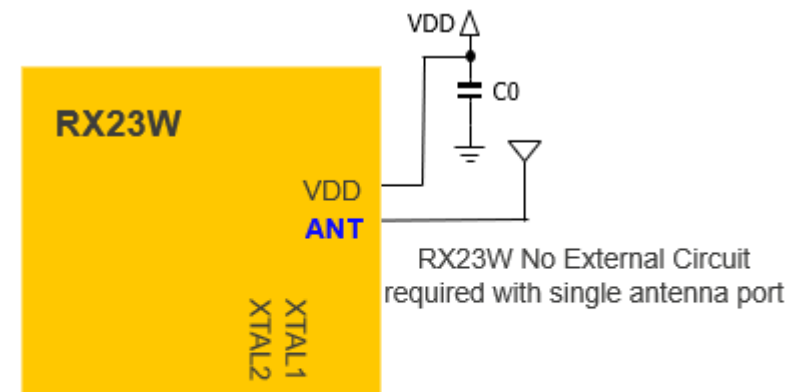 VDD
C0
RX23W
VDD
ANT
RX23W No External Circuit
required with single antenna port
XTAL1
XTAL2